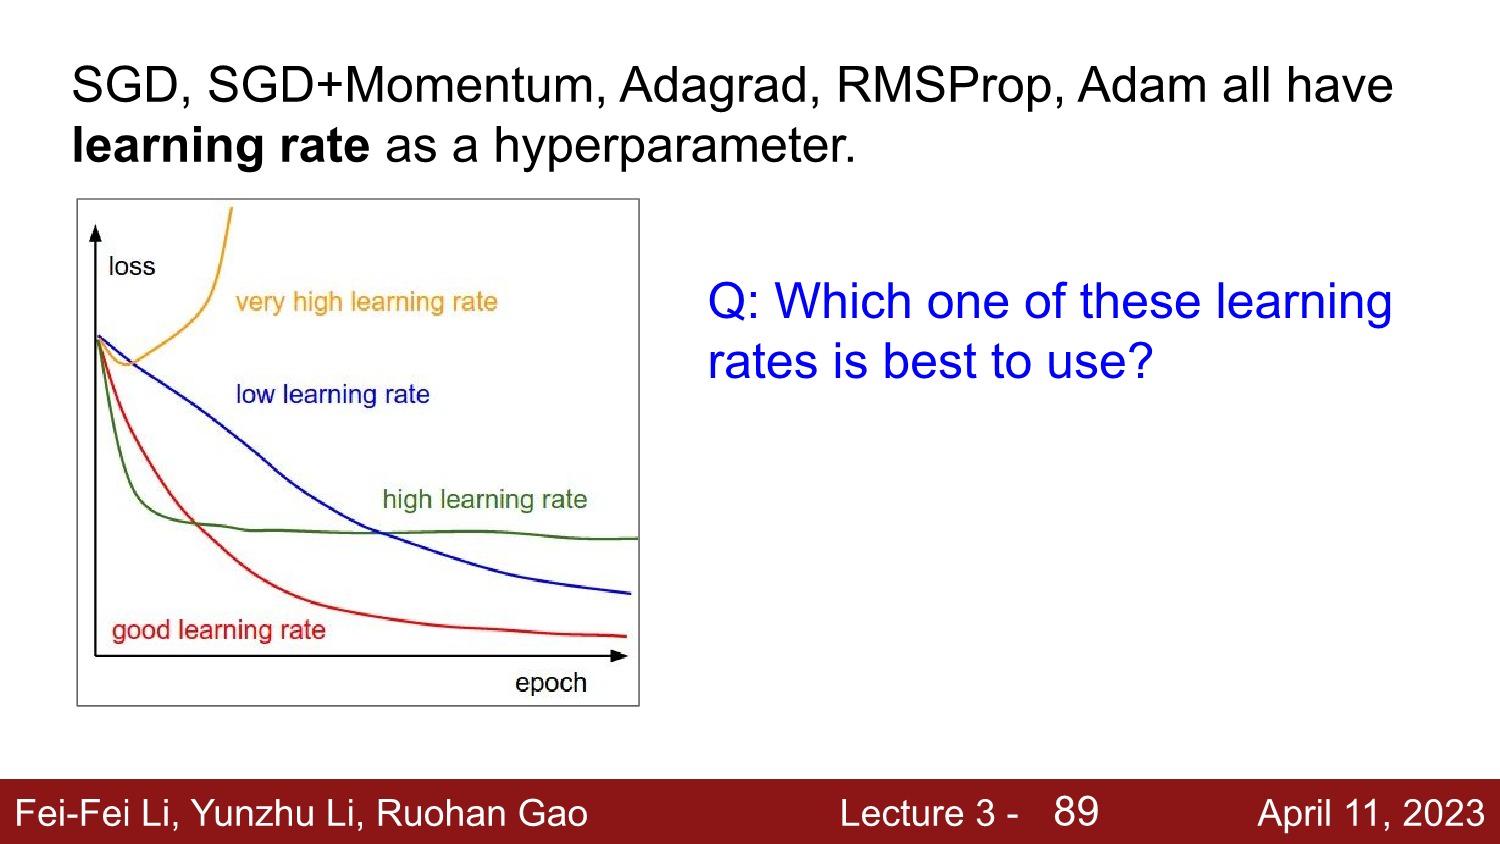 SGD, SGD+Momentum, Adagrad, RMSProp, Adam all have
learning rate as a hyperparameter.
loss
very high learning rate
low learning rate
high learning rate
good learning rate
epoch
Q: Which one of these learning
rates is best to use?
Fei-Fei Li, Yunzhu Li, Ruohan Gao Lecture 3 - 89 April 11, 2023